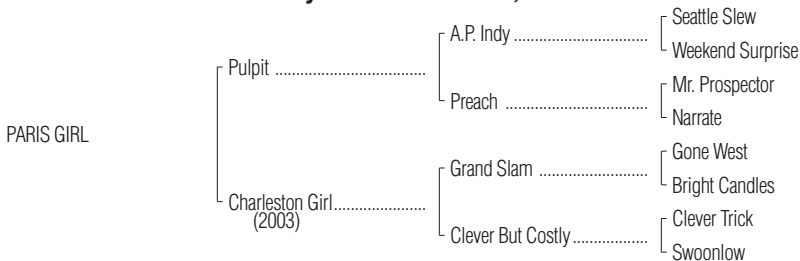 Seattle Slew
A.P. Indy ..................................
Weekend Surprise
Pulpit ......................................
Mr. Prospector
Preach ....................................
Narrate
PARIS GIRL
Gone West
Grand Slam ...........................
Bright Candles
Charleston Girl.......................
(2003)
Clever Trick
Clever But Costly...................
Swoonlow